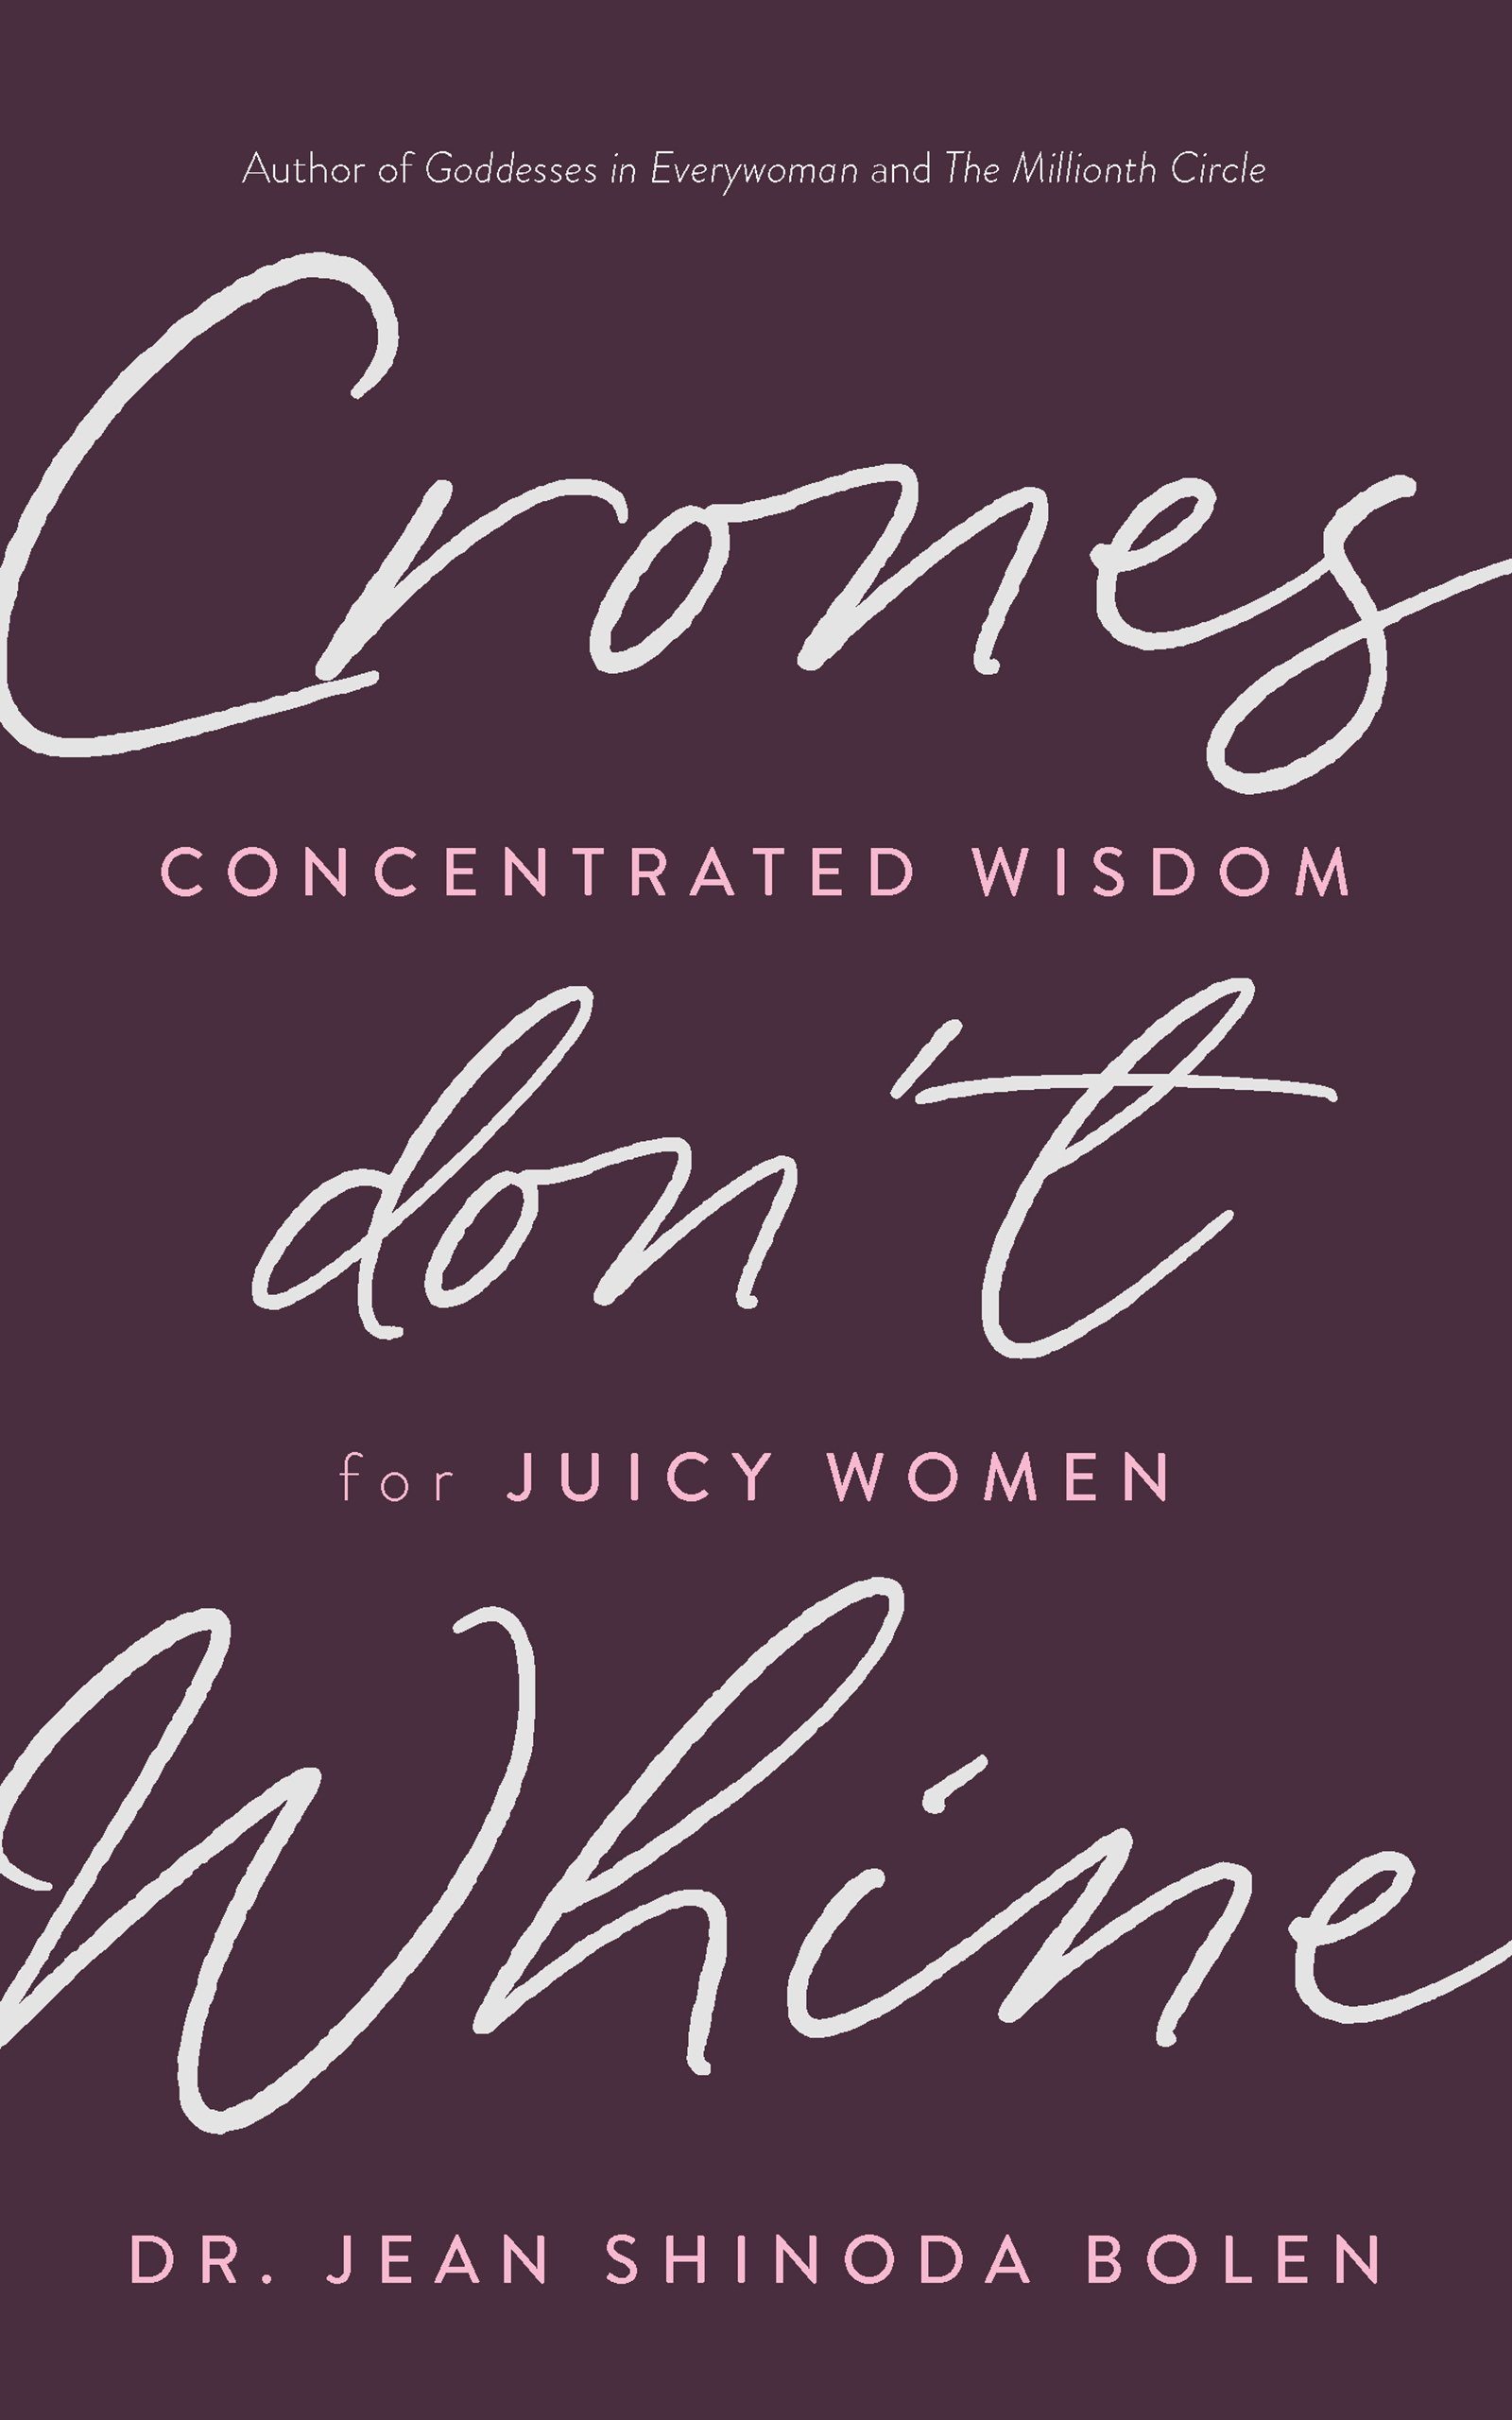 Author of Goddesses in Everywoman and The Millionth Circle
Crones
CONCENTRATED WISDOM
don't
for JUICY WOMEN
Whine
DR. JEAN SHINODA BOLEN